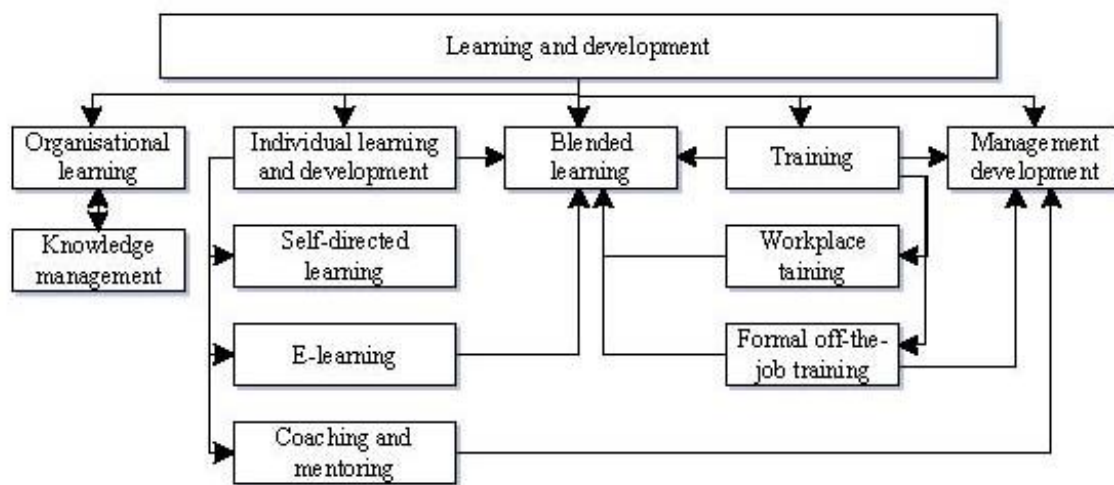 Learning and development
Organisational
learning
Individual learning
and development
Blended
learning
Training
Management
development
Knowledge
management
Self-directed
learning
Workplace
taining
E-learning
Formal off-the-
job training
Coaching and
mentoring